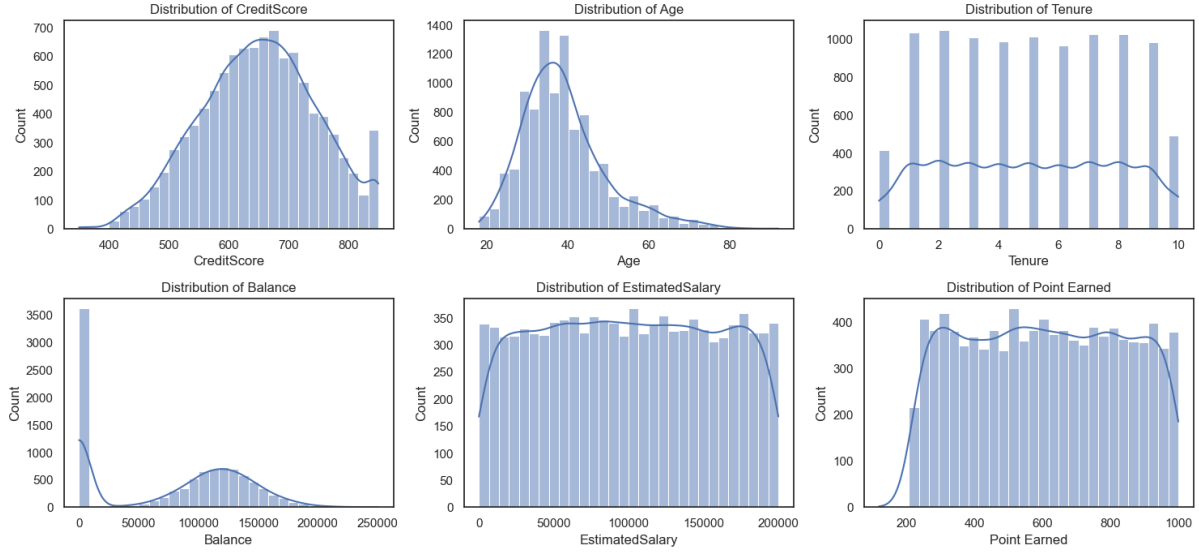 Distribution of CreditScore
700
600
500
400
300
200
100
0
Count
400 500 600 700 800
CreditScore
Distribution of Age
1400
1200
1000
800
600
400
200
0
Count
20 40 60 80
Age
Distribution of Tenure
1000
800
600
400
200
0
Count
0 2 4 6 8 10
Tenure
Distribution of Balance
3500
3000
2500
2000
1500
1000
500
0
Count
0 50000 100000 150000 200000 250000
Balance
Distribution of EstimatedSalary
350
300
250
200
150
100
50
0
Count
0 50000 100000 150000 200000
EstimatedSalary
Distribution of Point Earned
400
300
200
100
0
Count
200 400 600 800 1000
Point Earned